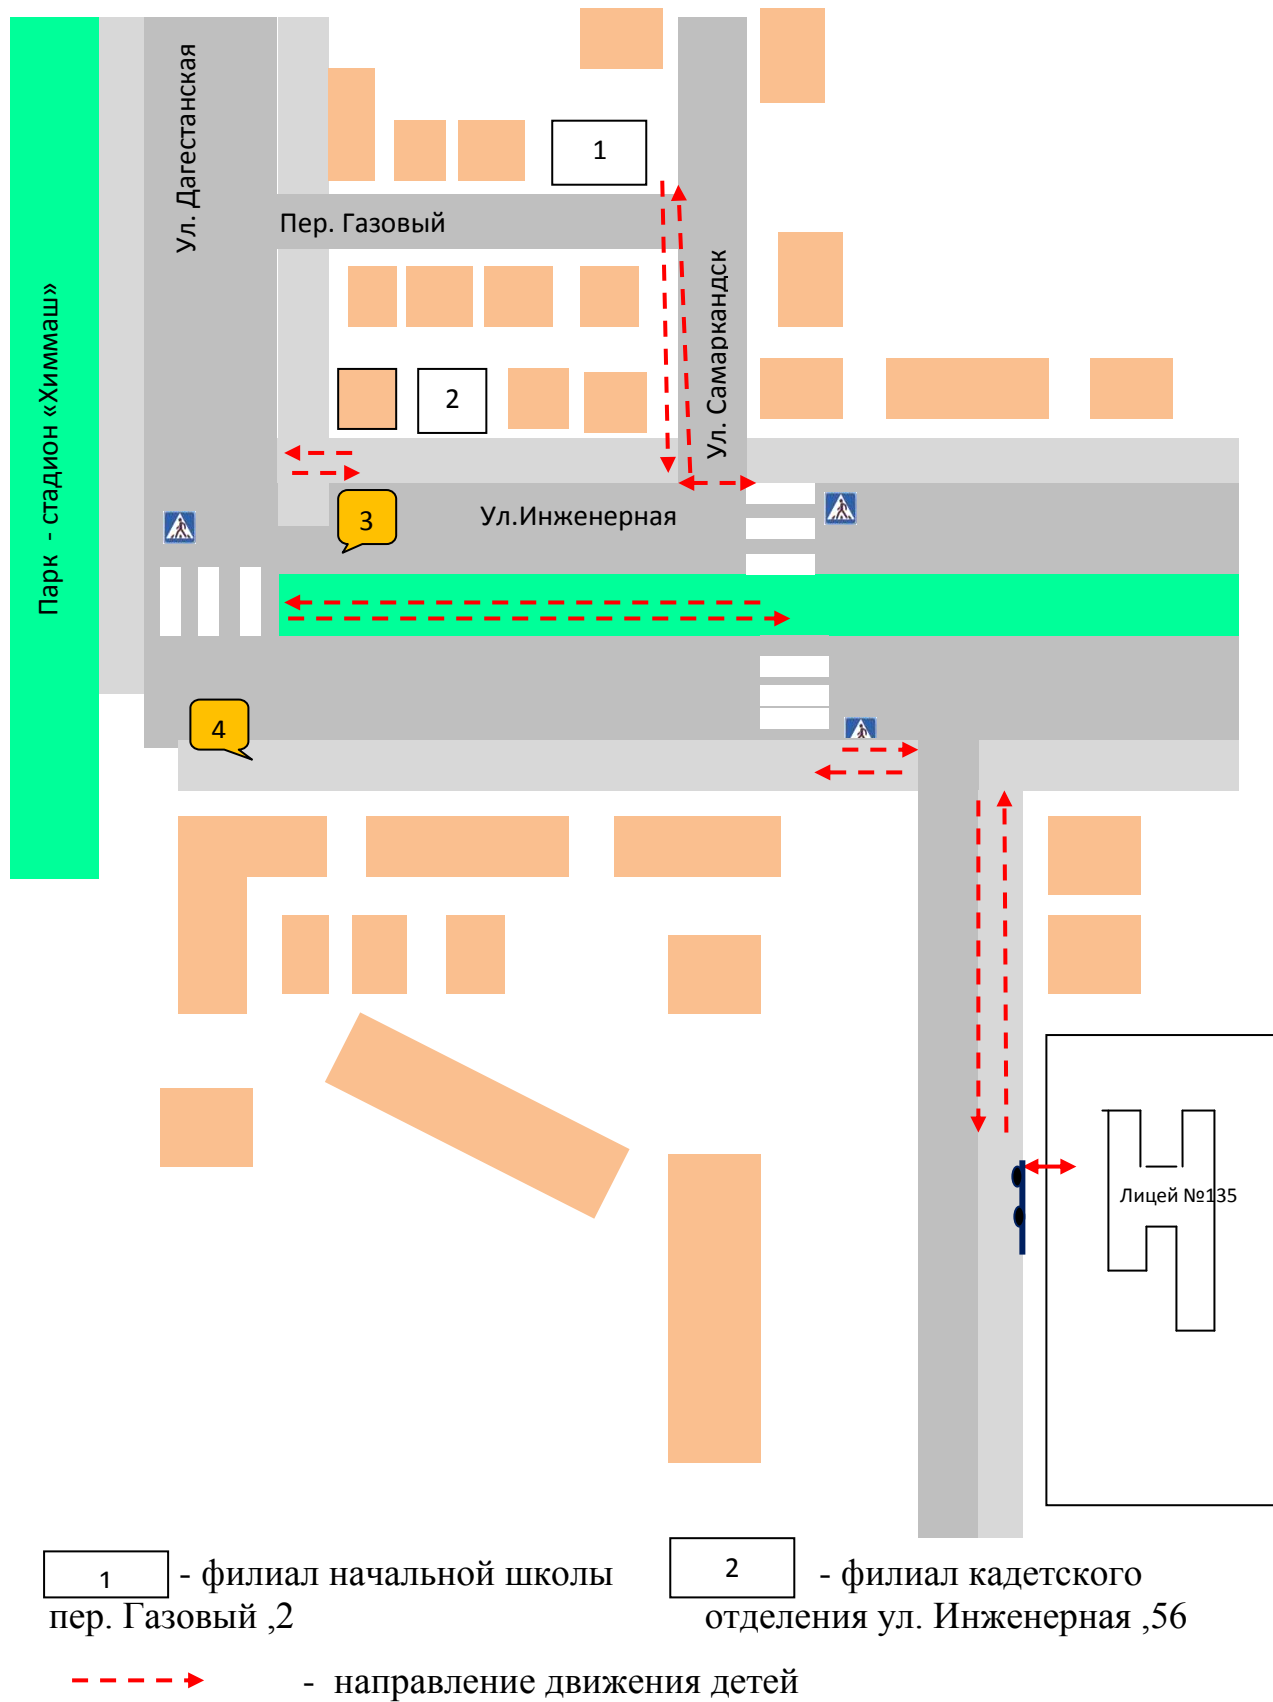 Ул. Дагестанская
1
Пер. Газовый
Парк - стадион «Химмаш»
Ул. Самаркандск
2
3
Ул.Инженерная
4
Лицей №135
1 - филиал начальной школы
пер. Газовый ,2
2 - филиал кадетского
отделения ул. Инженерная ,56
- направление движения детей